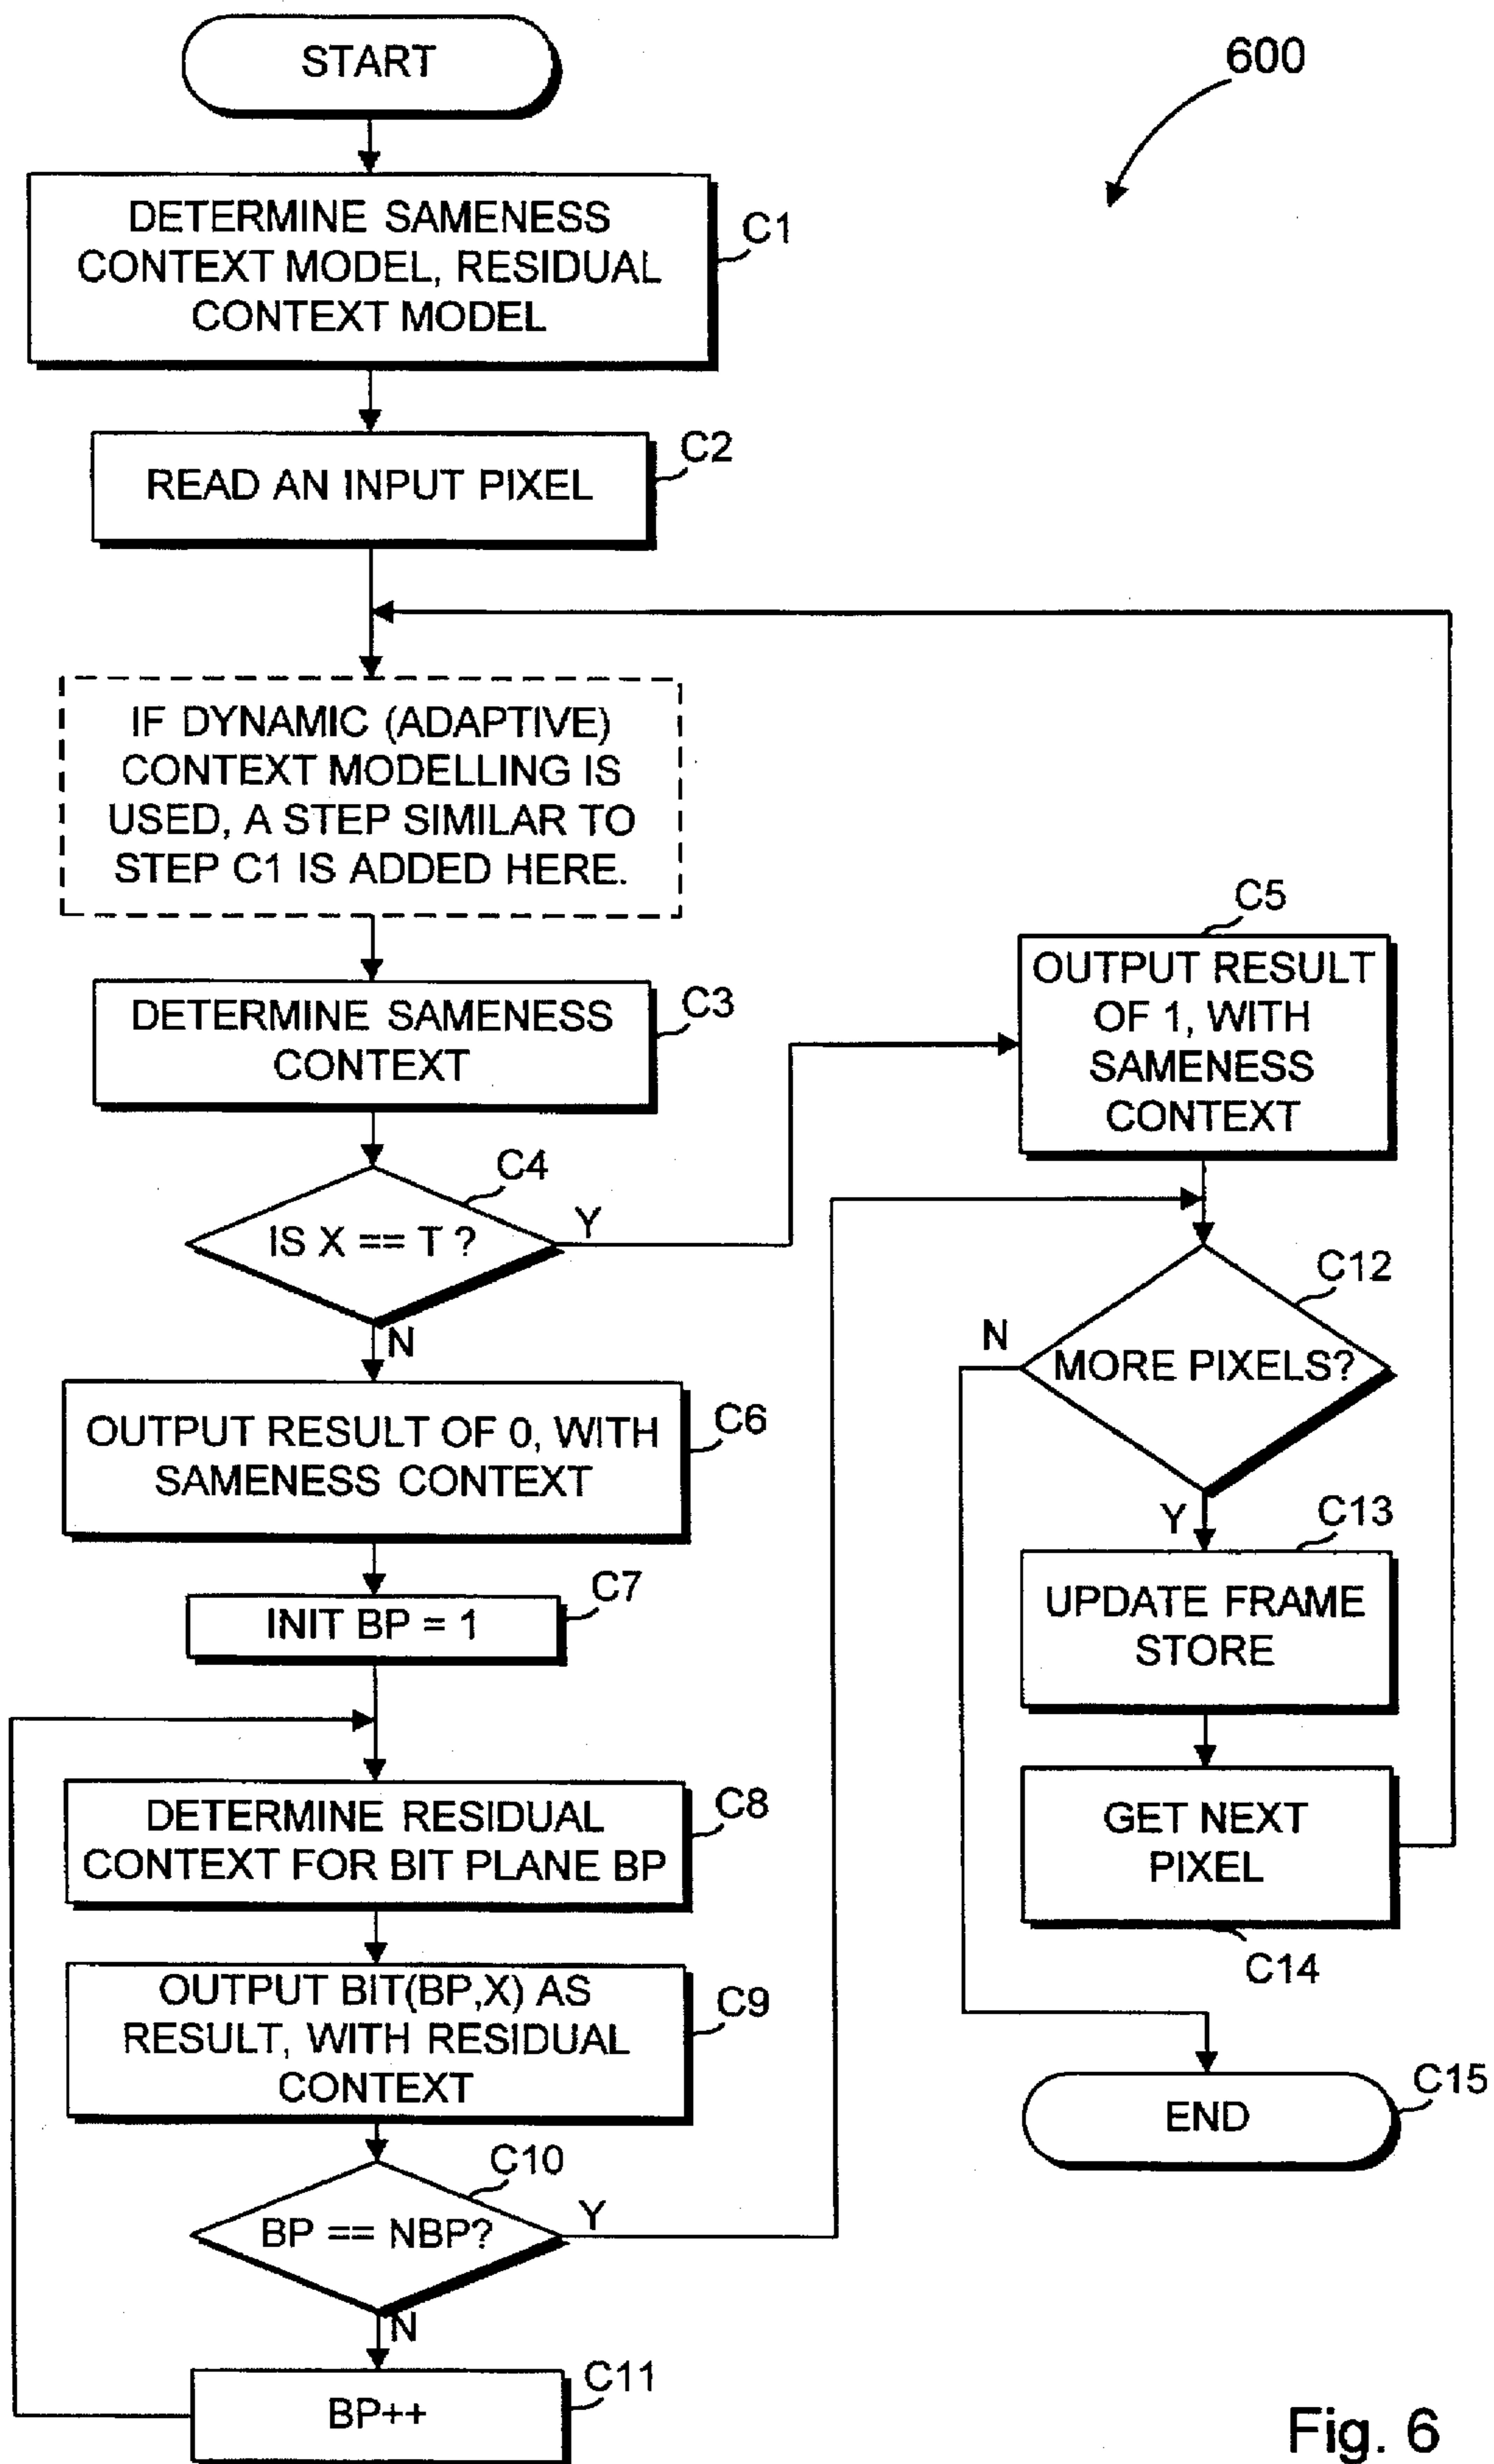 START
600
DETERMINE SAMENESS
CONTEXT MODEL, RESIDUAL
CONTEXT MODEL
C1
READ AN INPUT PIXEL
C2
IF DYNAMIC (ADAPTIVE)
CONTEXT MODELLING IS
USED, A STEP SIMILAR TO
STEP C1 IS ADDED HERE.
DETERMINE SAMENESS
CONTEXT
C3
IS X == T ?
C4
Y
N
C5
OUTPUT RESULT
OF 1, WITH
SAMENESS
CONTEXT
OUTPUT RESULT OF 0, WITH
SAMENESS CONTEXT
C6
INIT BP = 1
C7
DETERMINE RESIDUAL
CONTEXT FOR BIT PLANE BP
C8
OUTPUT BIT(BP,X) AS
RESULT, WITH RESIDUAL
CONTEXT
C9
BP == NBP?
C10
Y
N
BP++
C11
MORE PIXELS?
C12
N
Y
C13
UPDATE FRAME
STORE
GET NEXT
PIXEL
C14
END
C15
Fig. 6